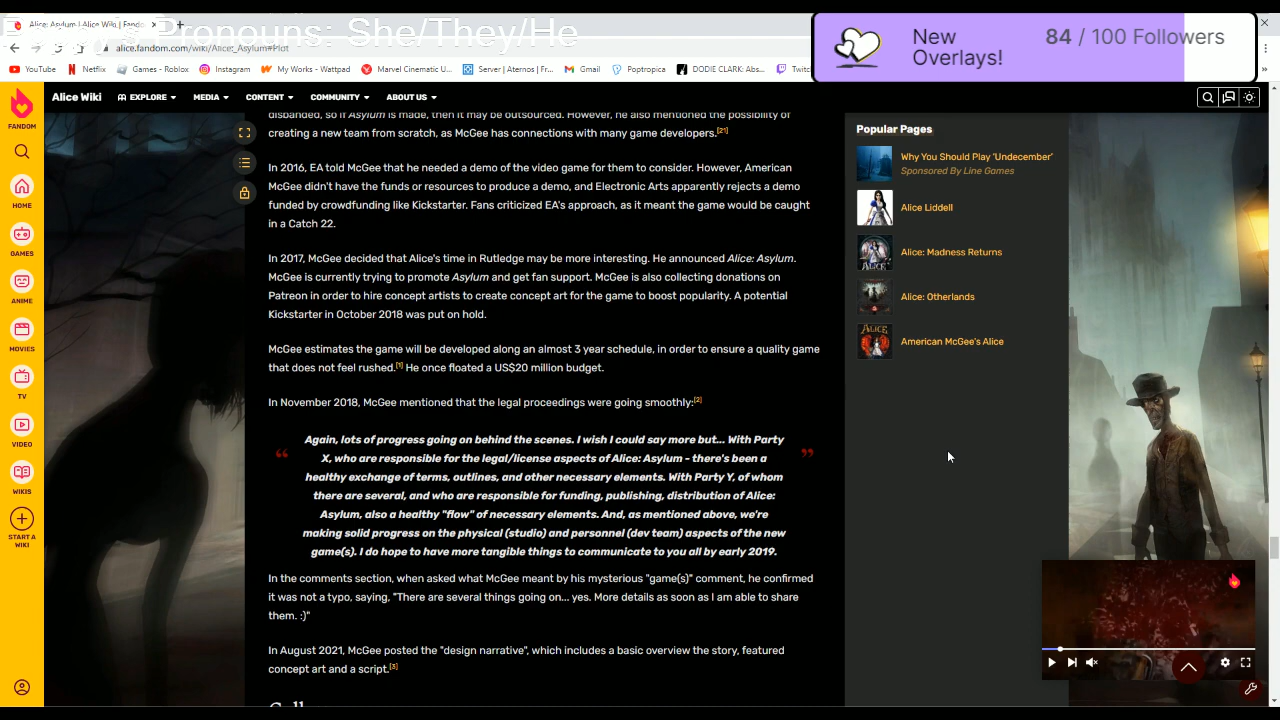 Alice: Asylum | Alice Wiki | Fando
Pronouns: She/They/He
alice.fandom.com/wiki/Alice:_Asylum#Plot
New Overlays!
84 / 100 Followers
YouTube
Netflix
Games - Roblox
Instagram
My Works - Wattpad
Marvel Cinematic U...
Server | Aternos | Fr...
Gmail
Poptropica
DODIE CLARK: Abs...
Twitc
FANDOM
HOME
GAMES
ANIME
MOVIES
TV
VIDEO
WIKIS
START A
WIKI
Alice Wiki
EXPLORE
MEDIA
CONTENT
COMMUNITY
ABOUT US
disbanded, so if Asylum is made, then it may be outsourced. However, he also mentioned the possibility of
creating a new team from scratch, as McGee has connections with many game developers.[21]
In 2016, EA told McGee that he needed a demo of the video game for them to consider. However, American
McGee didn't have the funds or resources to produce a demo, and Electronic Arts apparently rejects a demo
funded by crowdfunding like Kickstarter. Fans criticized EA's approach, as it meant the game would be caught
in a Catch 22.
In 2017, McGee decided that Alice's time in Rutledge may be more interesting. He announced Alice: Asylum.
McGee is currently trying to promote Asylum and get fan support. McGee is also collecting donations on
Patreon in order to hire concept artists to create concept art for the game to boost popularity. A potential
Kickstarter in October 2018 was put on hold.
McGee estimates the game will be developed along an almost 3 year schedule, in order to ensure a quality game
that does not feel rushed.[1] He once floated a US$20 million budget.
In November 2018, McGee mentioned that the legal proceedings were going smoothly:[2]
“ Again, lots of progress going on behind the scenes. I wish I could say more but... With Party ”
X, who are responsible for the legal/license aspects of Alice: Asylum - there's been a
healthy exchange of terms, outlines, and other necessary elements. With Party Y, of whom
there are several, and who are responsible for funding, publishing, distribution of Alice:
Asylum, also a healthy "flow" of necessary elements. And, as mentioned above, we're
making solid progress on the physical (studio) and personnel (dev team) aspects of the new
game(s). I do hope to have more tangible things to communicate to you all by early 2019.
In the comments section, when asked what McGee meant by his mysterious "game(s)" comment, he confirmed
it was not a typo, saying, "There are several things going on... yes. More details as soon as I am able to share
them. :)"
In August 2021, McGee posted the "design narrative", which includes a basic overview the story, featured
concept art and a script.[3]
Popular Pages
Why You Should Play 'Undecember'
Sponsored By Line Games
Alice Liddell
Alice: Madness Returns
Alice: Otherlands
American McGee's Alice